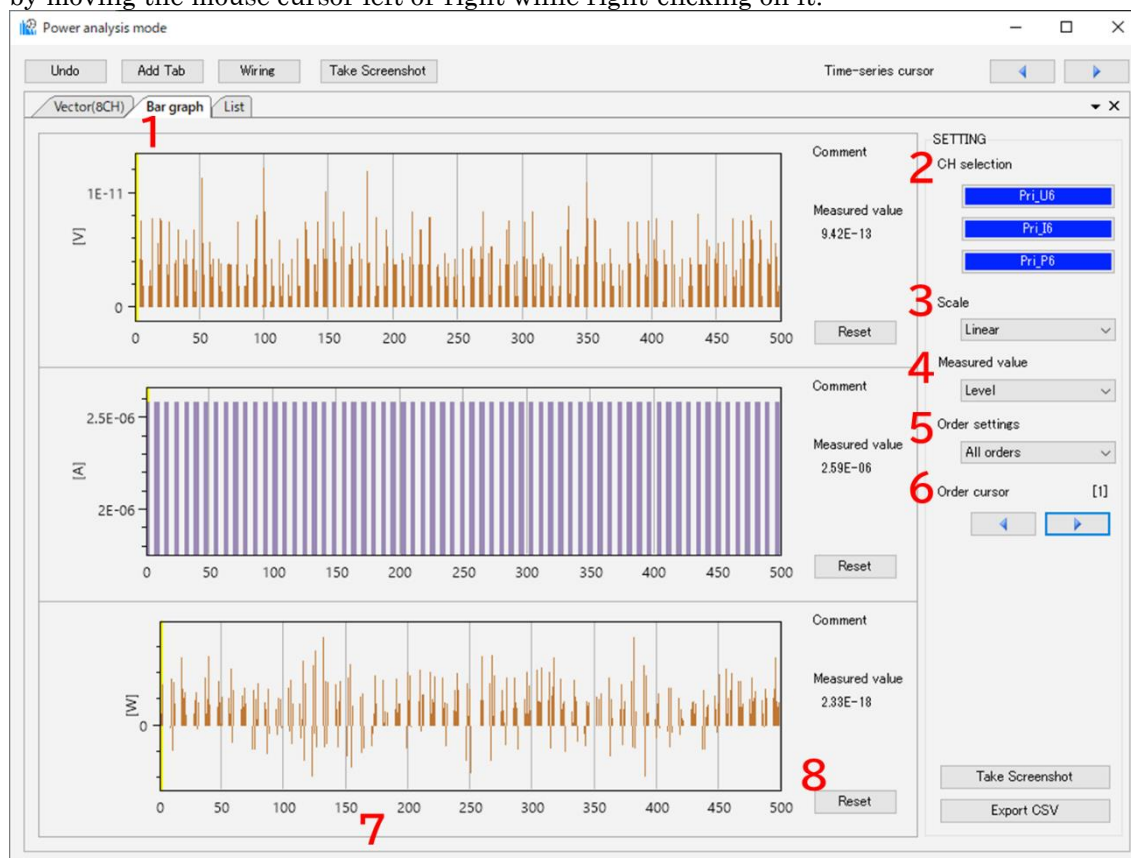 by moving the mouse cursor left or right while right-clicking on it.
Power analysis mode
Undo Add Tab Wiring Take Screenshot Time-series cursor
Vector(8CH) Bar graph List
1
SETTING
2 CH selection
Pri_U6
Pri_I6
Pri_P6
3 Scale
Linear
4 Measured value
Level
5 Order settings
All orders
6 Order cursor [1]
Comment
Measured value
9.42E-13
Reset
1E-11
[V]
0
0 50 100 150 200 250 300 350 400 450 500
Comment
Measured value
2.59E-06
Reset
2.5E-06
[A]
2E-06
0 50 100 150 200 250 300 350 400 450 500
Comment
Measured value
2.33E-18
8
Reset
[W]
0
0 50 100 150 200 250 300 350 400 450 500
7
Take Screenshot
Export CSV